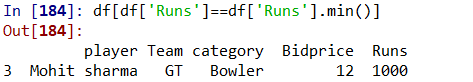 In [184]: df[df['Runs']==df['Runs'].min()]
Out[184]:
player Team category Bidprice Runs
3 Mohit sharma GT Bowler 12 1000